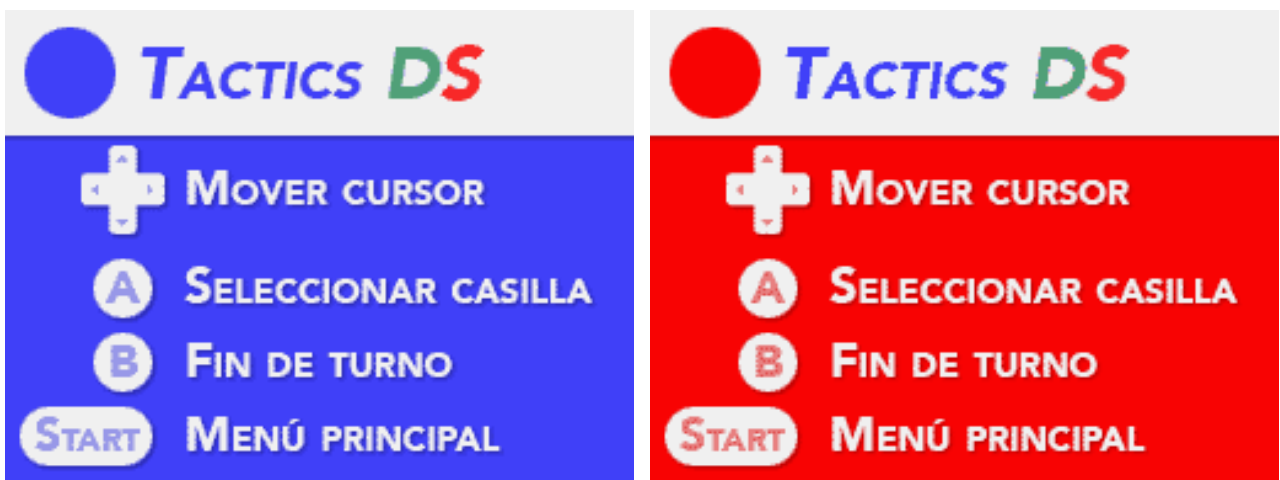 TACTICS DS
MOVER CURSOR
A SELECCIONAR CASILLA
B FIN DE TURNO
START MENÚ PRINCIPAL
TACTICS DS
MOVER CURSOR
A SELECCIONAR CASILLA
B FIN DE TURNO
START MENÚ PRINCIPAL